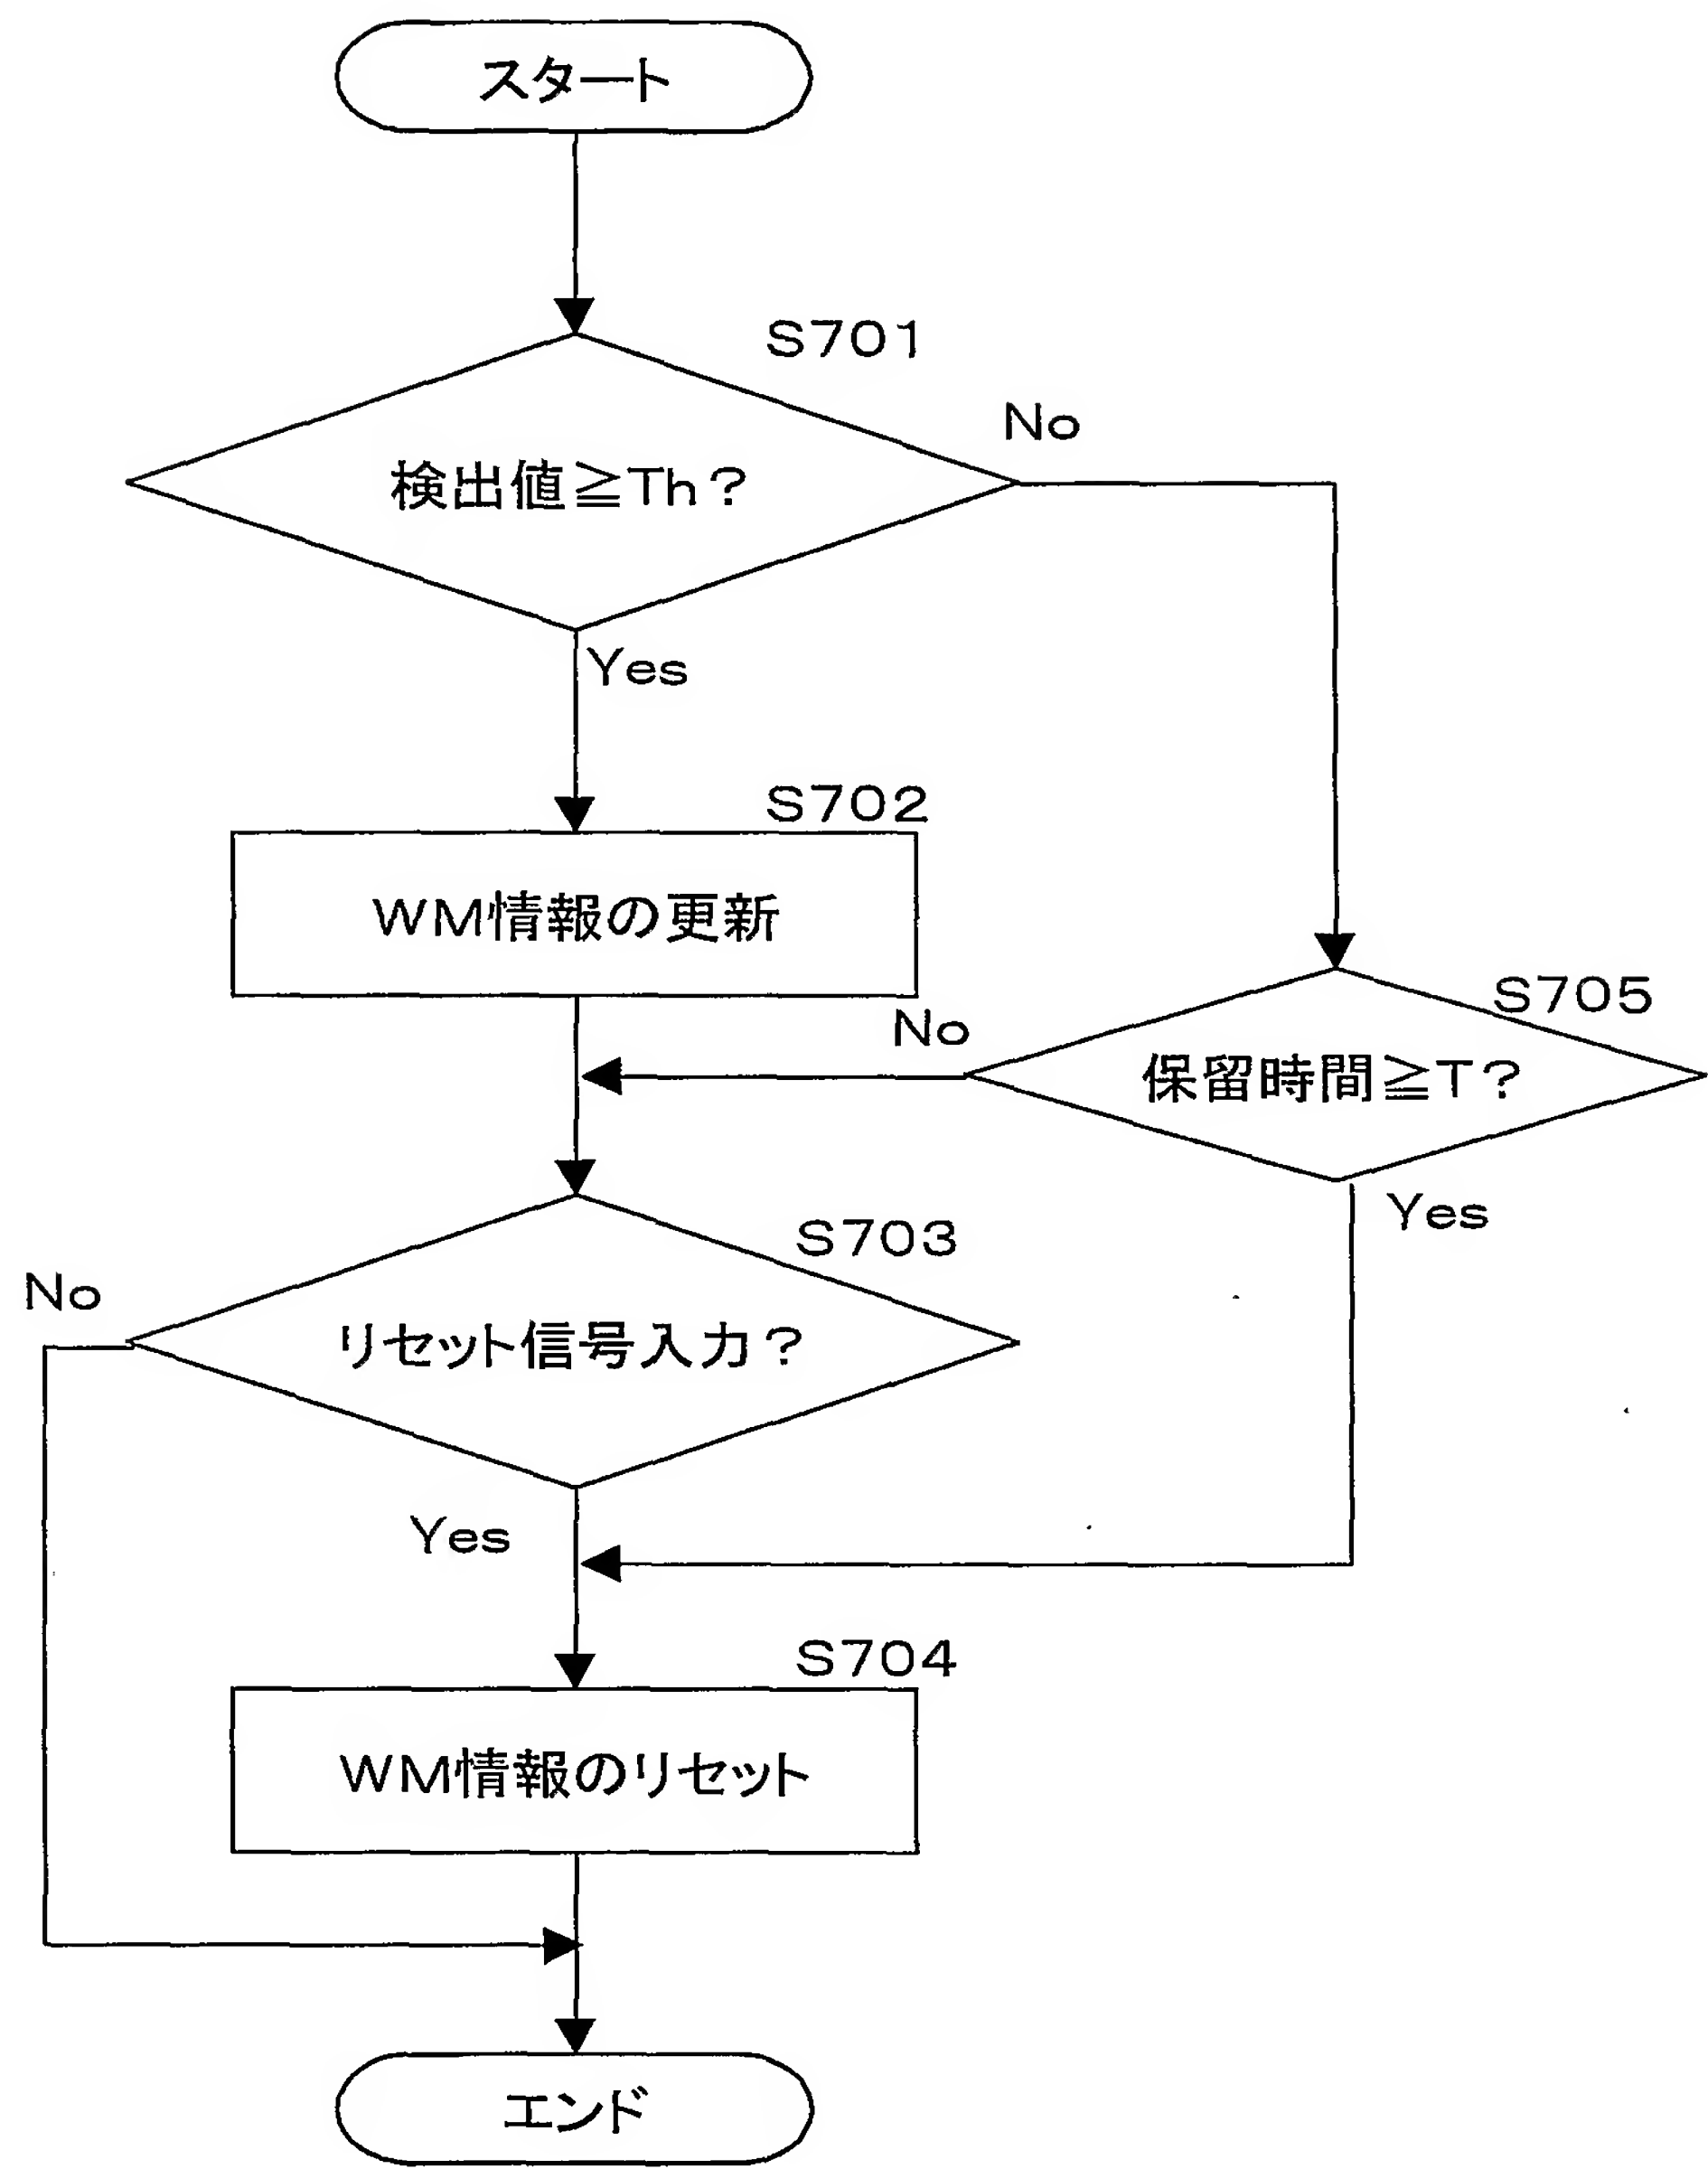 スタート
S701
No
検出値≧Th？
Yes
S702
WM情報の更新
S705
No
保留時間≧T？
Yes
S703
No
リセット信号入力？
Yes
S704
WM情報のリセット
エンド